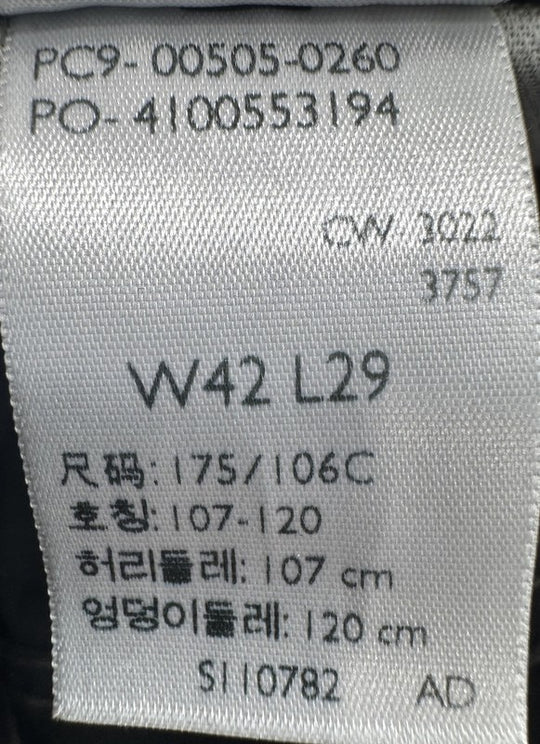 PC9- 00505-0260
PO- 4100553194
CW- 3022
3757
W42 L29
尺码: 175/106C
호칭: 107-120
허리둘레: 107 cm
엉덩이둘레: 120 cm
S110782 AD